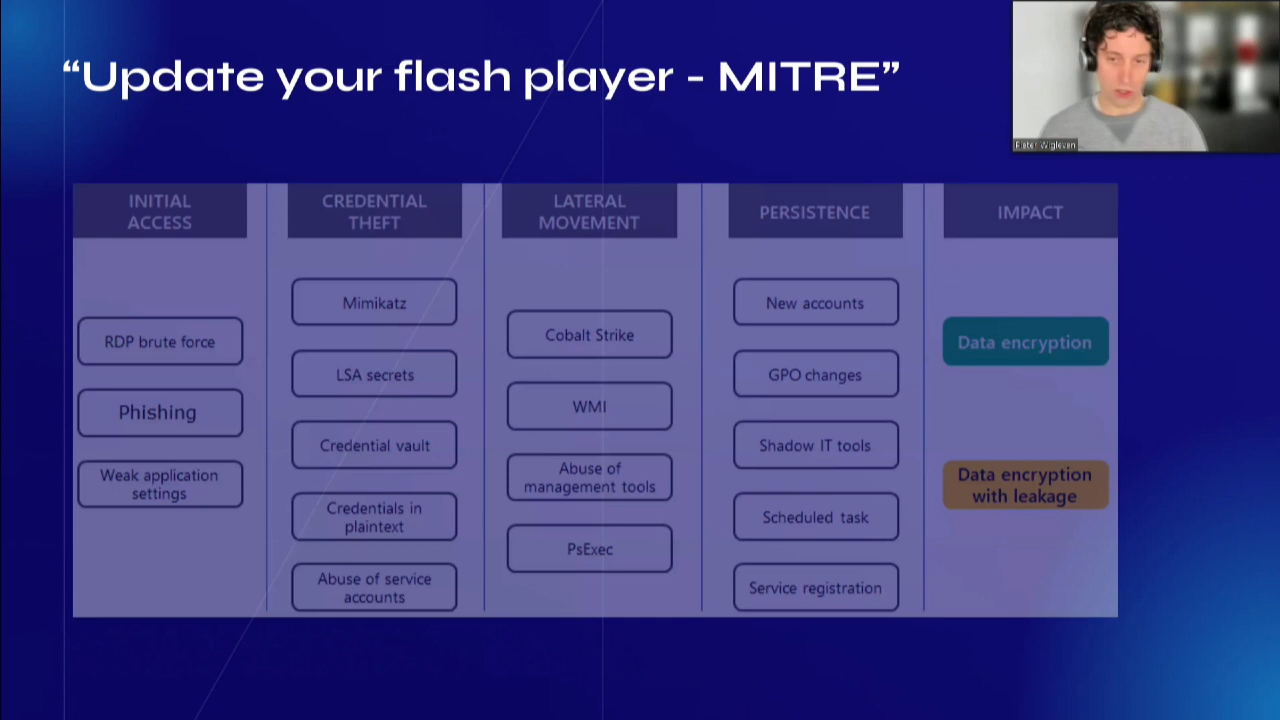 “Update your flash player - MITRE”
Pieter Wigleven
INITIAL
ACCESS
RDP brute force
Phishing
Weak application
settings
CREDENTIAL
THEFT
Mimikatz
LSA secrets
Credential vault
Credentials in
plaintext
Abuse of service
accounts
LATERAL
MOVEMENT
Cobalt Strike
WMI
Abuse of
management tools
PsExec
PERSISTENCE
New accounts
GPO changes
Shadow IT tools
Scheduled task
Service registration
IMPACT
Data encryption
Data encryption
with leakage